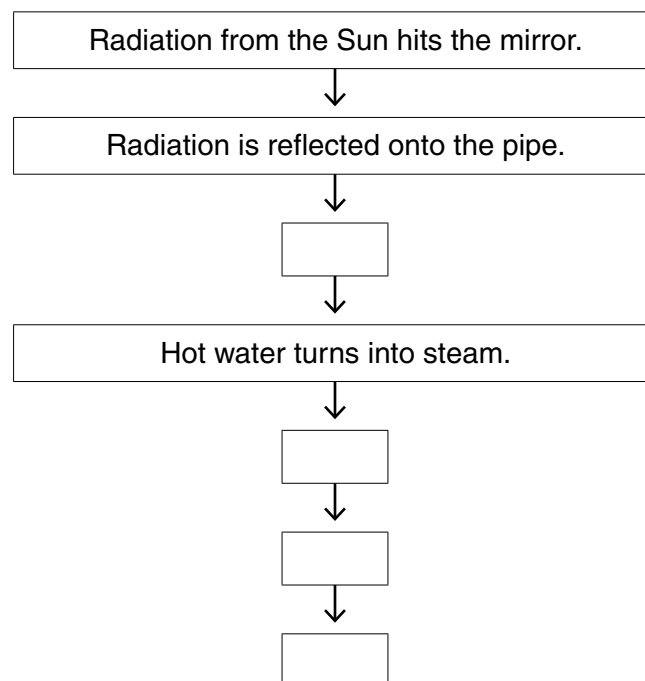 Radiation from the Sun hits the mirror.
Radiation is reflected onto the pipe.
Hot water turns into steam.